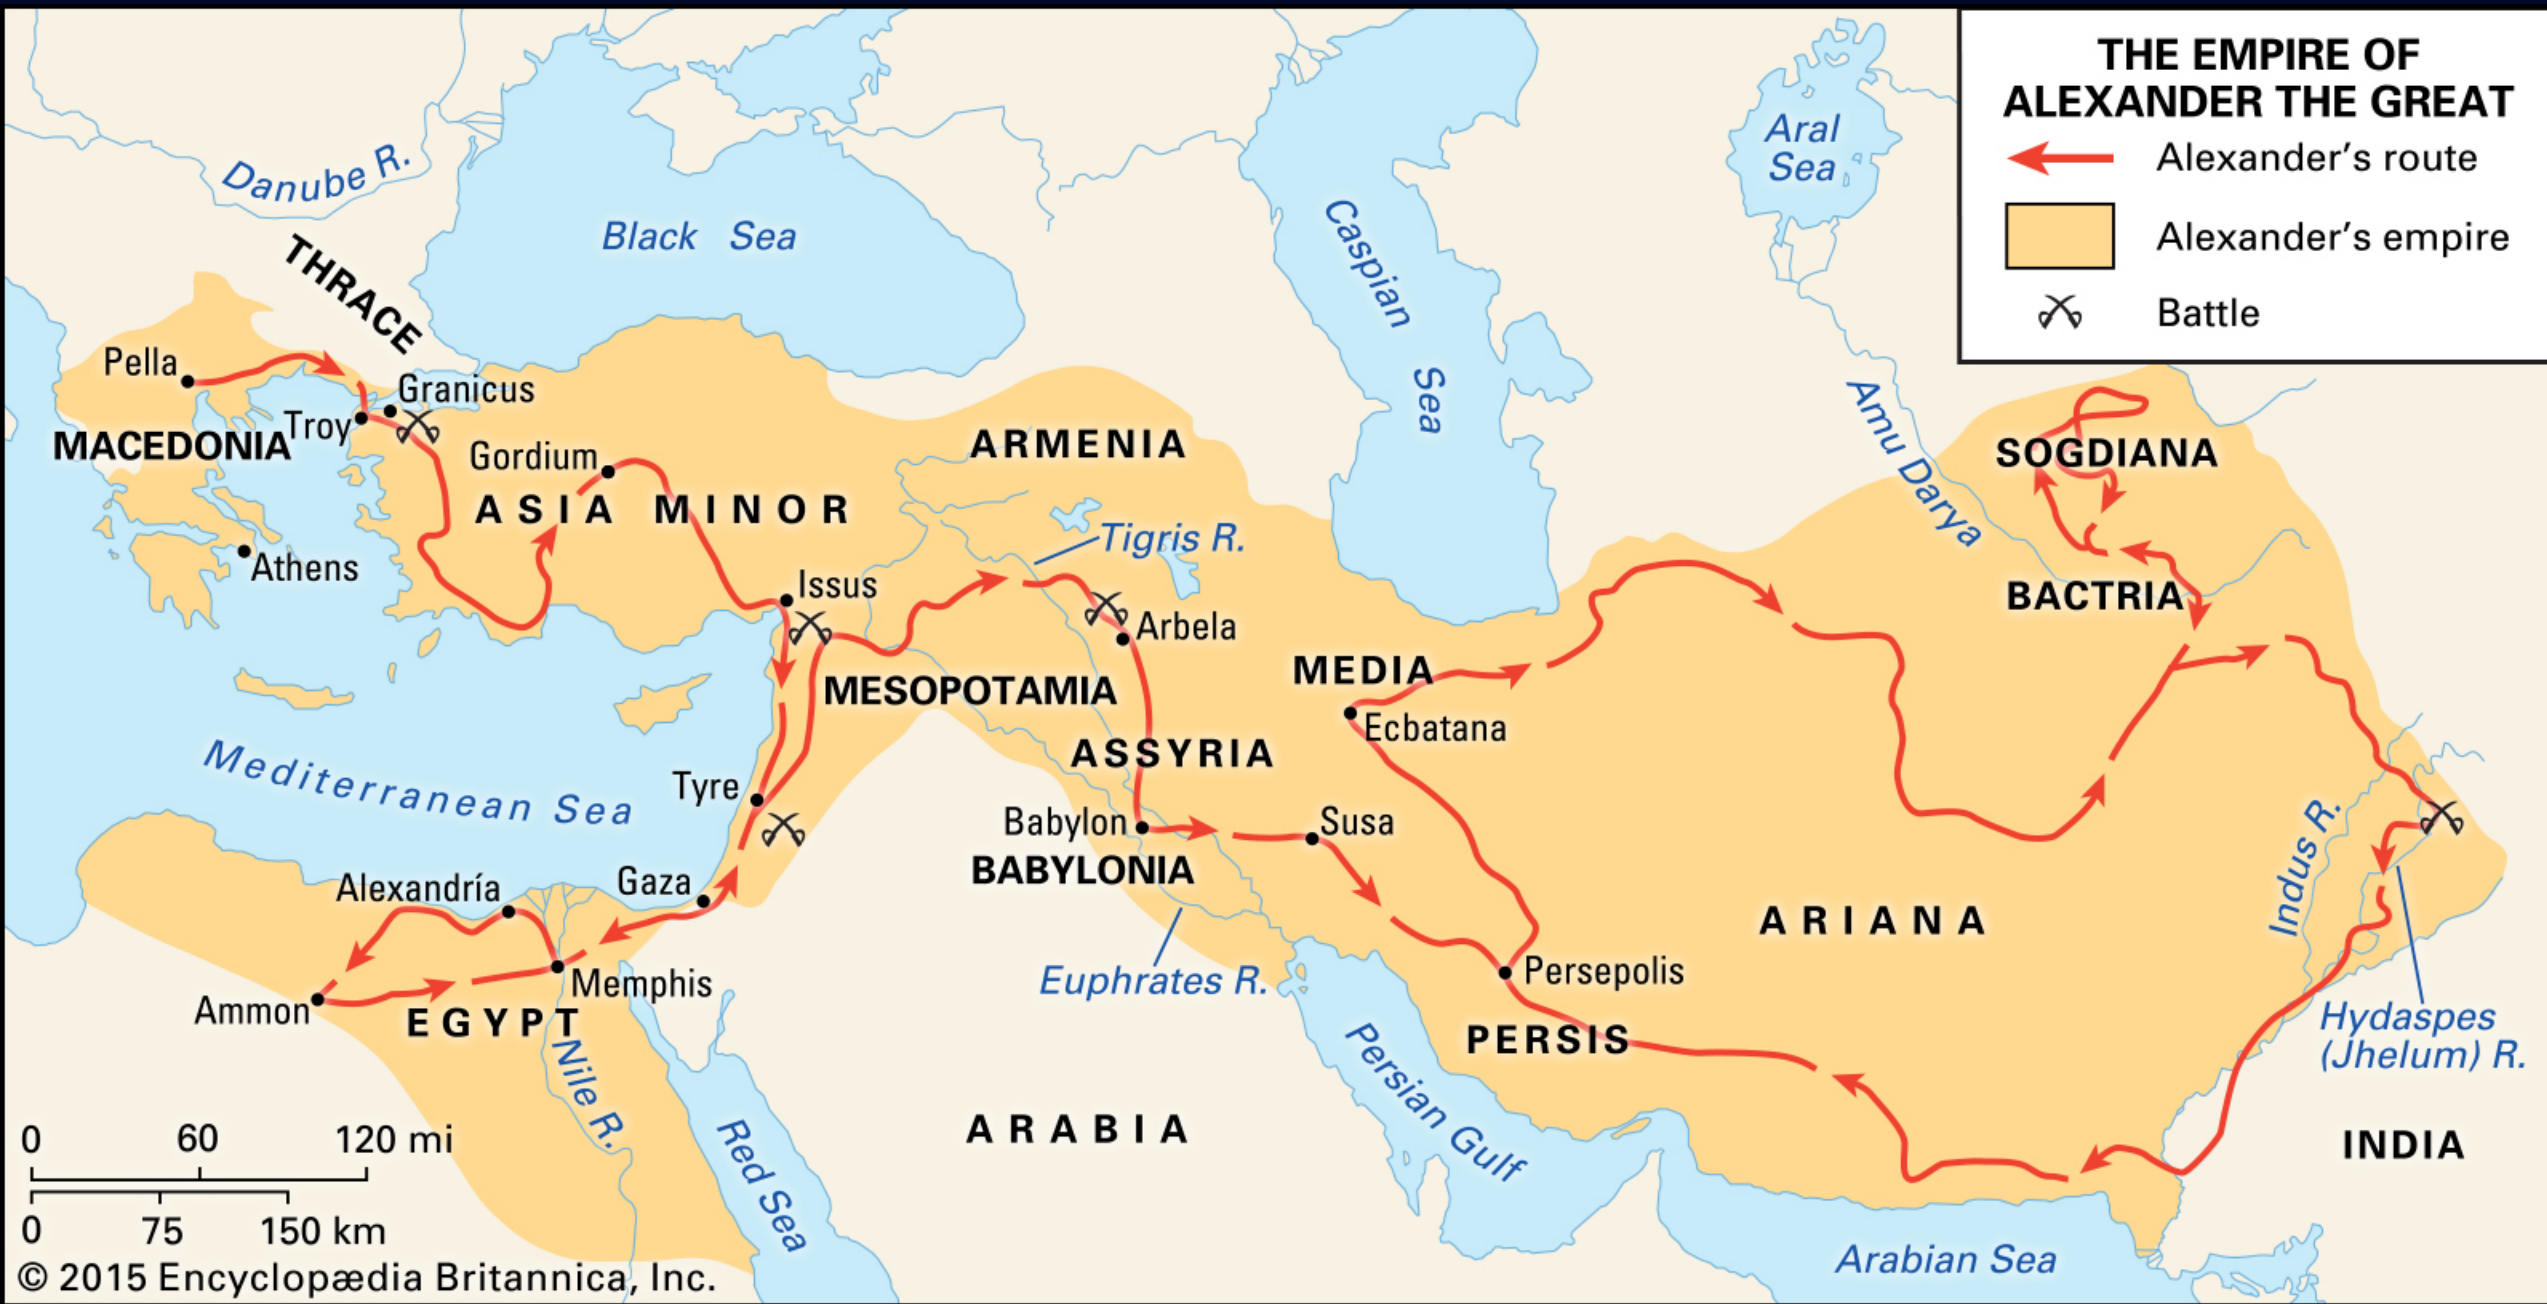 THE EMPIRE OF
ALEXANDER THE GREAT
Alexander's route
Alexander's empire
Battle
Danube R.
Black Sea
Caspian Sea
Aral
Sea
Amu Darya
THRACE
Pella
Granicus
Troy
MACEDONIA
Gordium
ASIA MINOR
ARMENIA
SOGDIANA
Athens
Tigris R.
Issus
Arbela
BACTRIA
MESOPOTAMIA
MEDIA
Ecbatana
Mediterranean Sea
Tyre
ASSYRIA
Babylon
Susa
BABYLONIA
Indus R.
Alexandría
Gaza
ARIANA
Euphrates R.
Persepolis
Memphis
Ammon
EGYPT
Nile R.
PERSIS
Hydaspes
(Jhelum) R.
Persian Gulf
ARABIA
Red Sea
INDIA
Arabian Sea
0 60 120 mi
0 75 150 km
© 2015 Encyclopædia Britannica, Inc.